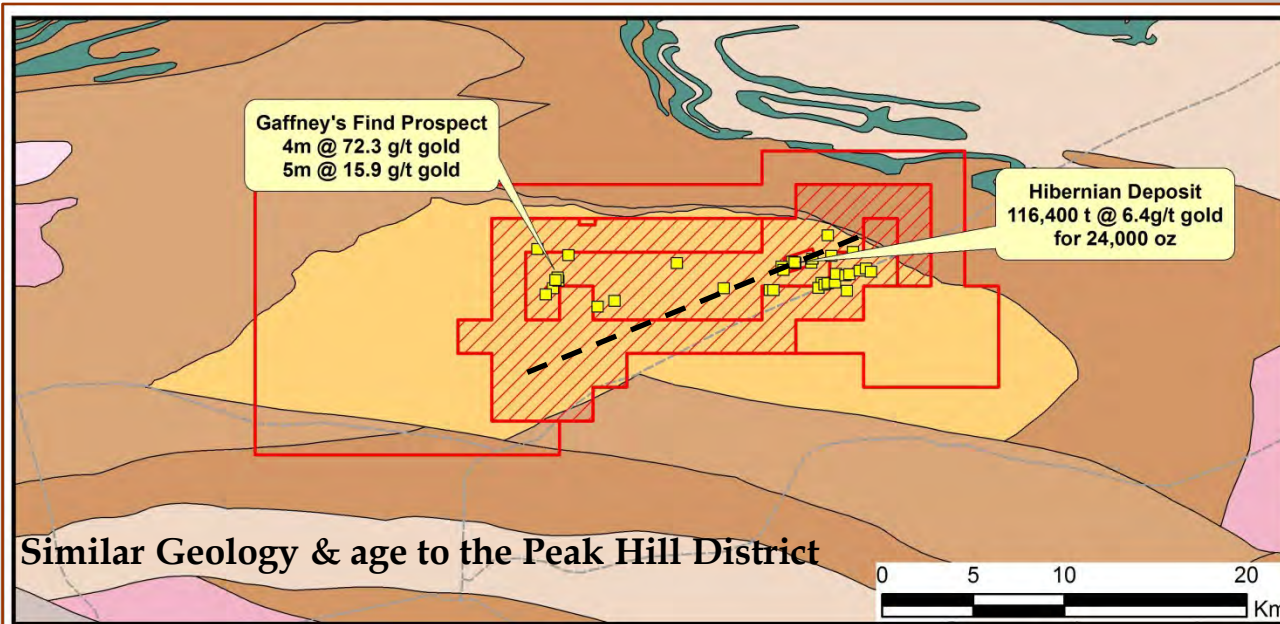 Gaffney's Find Prospect
4m @ 72.3 g/t gold
5m @ 15.9 g/t gold
Hibernian Deposit
116,400 t @ 6.4g/t gold
for 24,000 oz
Similar Geology & age to the Peak Hill District
0 5 10 20
Km